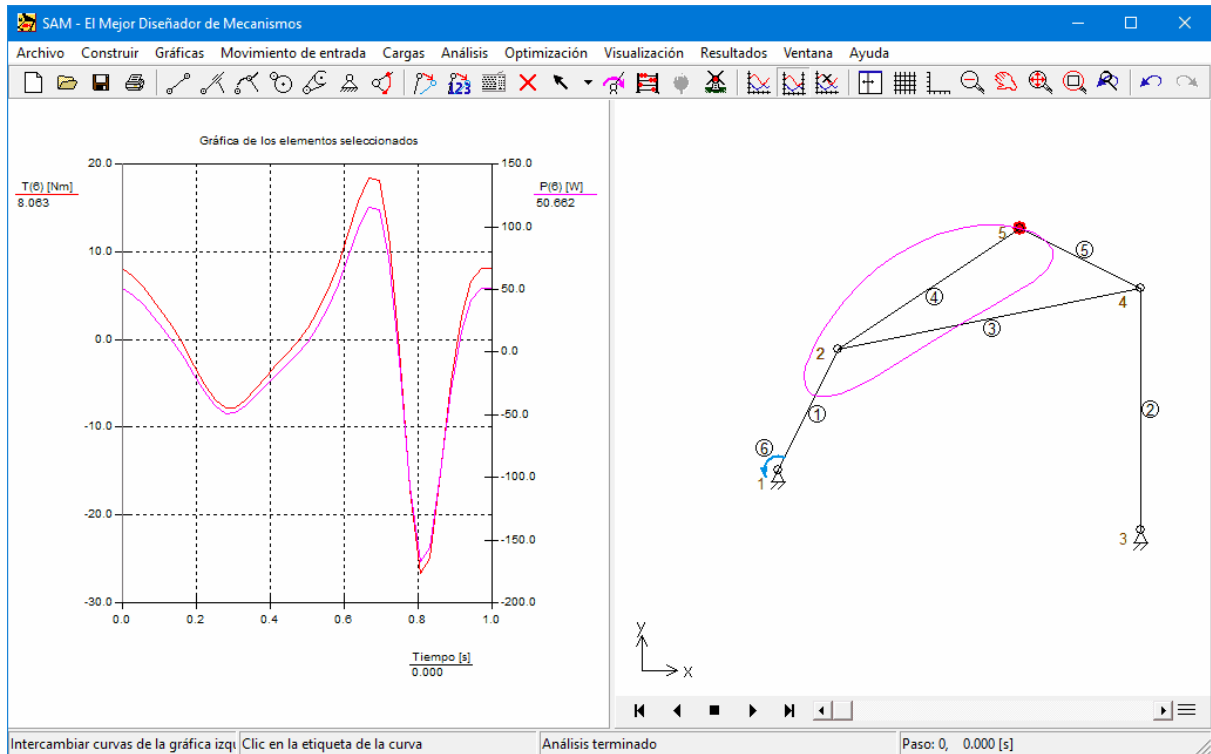 SAM - El Mejor Diseñador de Mecanismos
Archivo Construir Gráficas Movimiento de entrada Cargas Análisis Optimización Visualización Resultados Ventana Ayuda
123
Gráfica de los elementos seleccionados
T(6) [Nm]
8.063
20.0
10.0
0.0
-10.0
-20.0
-30.0
P(6) [W]
50.662
150.0
100.0
50.0
0.0
-50.0
-100.0
-150.0
-200.0
0.0 0.2 0.4 0.6 0.8 1.0
Tiempo [s]
0.000
5
5
4
4
3
2
1
2
6
1
3
y
x
Intercambiar curvas de la gráfica izqu
Clic en la etiqueta de la curva
Análisis terminado
Paso: 0, 0.000 [s]